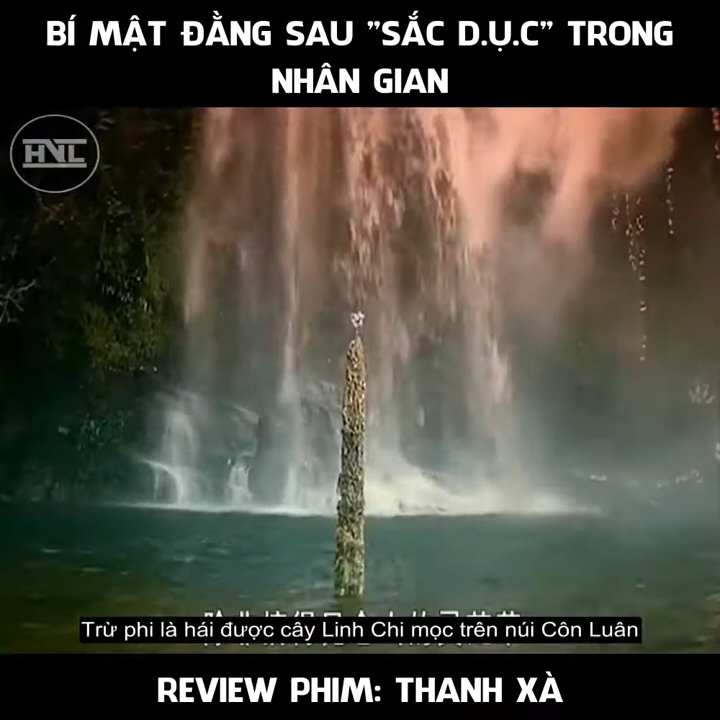 BÍ MẬT ĐẰNG SAU "SẮC D.Ụ.C" TRONG
NHÂN GIAN
HNC
Trừ phi là hái được cây Linh Chi mọc trên núi Côn Luân
REVIEW PHIM: THANH XÀ